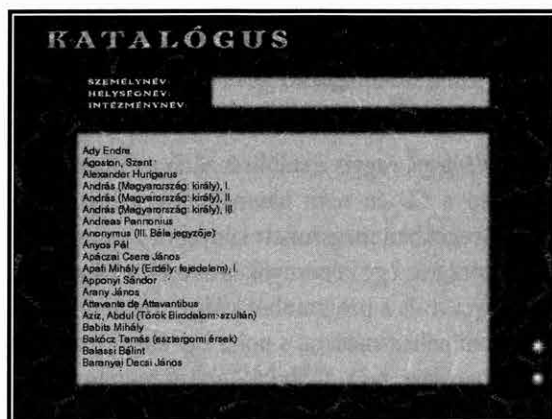 KATALÓGUS
SZEMÉLYNÉV:
HELYSÉGNÉV:
INTÉZMÉNYNÉV:
Ady Endre
Ágoston, Szent
Alexander Hungarus
András (Magyarország: király), I.
András (Magyarország: király), II.
András (Magyarország: király), III.
Andreas Pannonius
Anonymus (III. Béla jegyzője)
Ányos Pál
Apáczai Csere János
Apafi Mihály (Erdély: fejedelem), I.
Apponyi Sándor
Arany János
Attavante de Attavantibus
Aziz, Abdul (Török Birodalom: szultán)
Babits Mihály
Bakócz Tamás (esztergomi érsek)
Balassi Bálint
Baranyai Decsi János